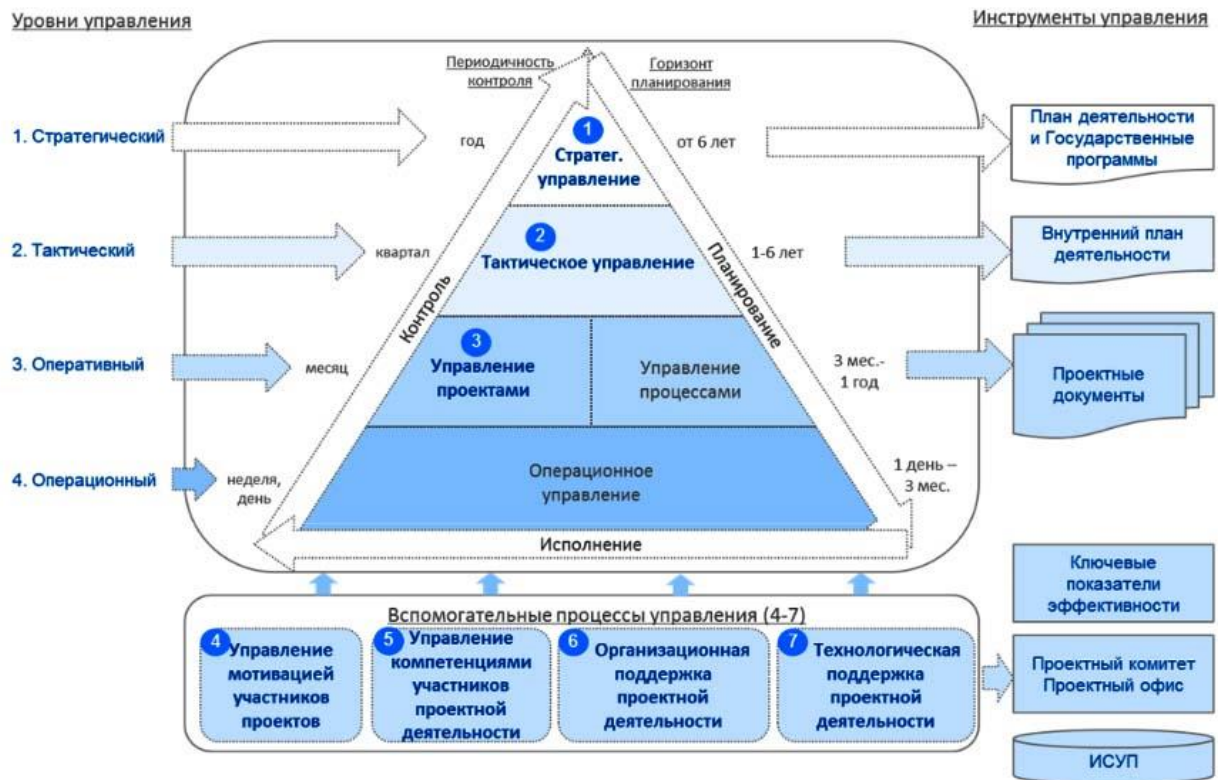 Уровни управления
Инструменты управления
Периодичность
контроля
Горизонт
планирования
1. Стратегический
год
1
Стратег.
управление
от 6 лет
План деятельности
и Государственные
программы
2. Тактический
квартал
2
Тактическое управление
1-6 лет
Внутренний план
деятельности
Контроль
Планирование
3. Оперативный
месяц
3
Управление
проектами
Управление
процессами
3 мес.-
1 год
Проектные
документы
4. Операционный
неделя,
день
Операционное
управление
1 день –
3 мес.
Исполнение
Ключевые
показатели
эффективности
Вспомогательные процессы управления (4-7)
4
Управление
мотивацией
участников
проектов
5
Управление
компетенциями
участников
проектной
деятельности
6
Организационная
поддержка
проектной
деятельности
7
Технологическая
поддержка
проектной
деятельности
Проектный комитет
Проектный офис
ИСУП